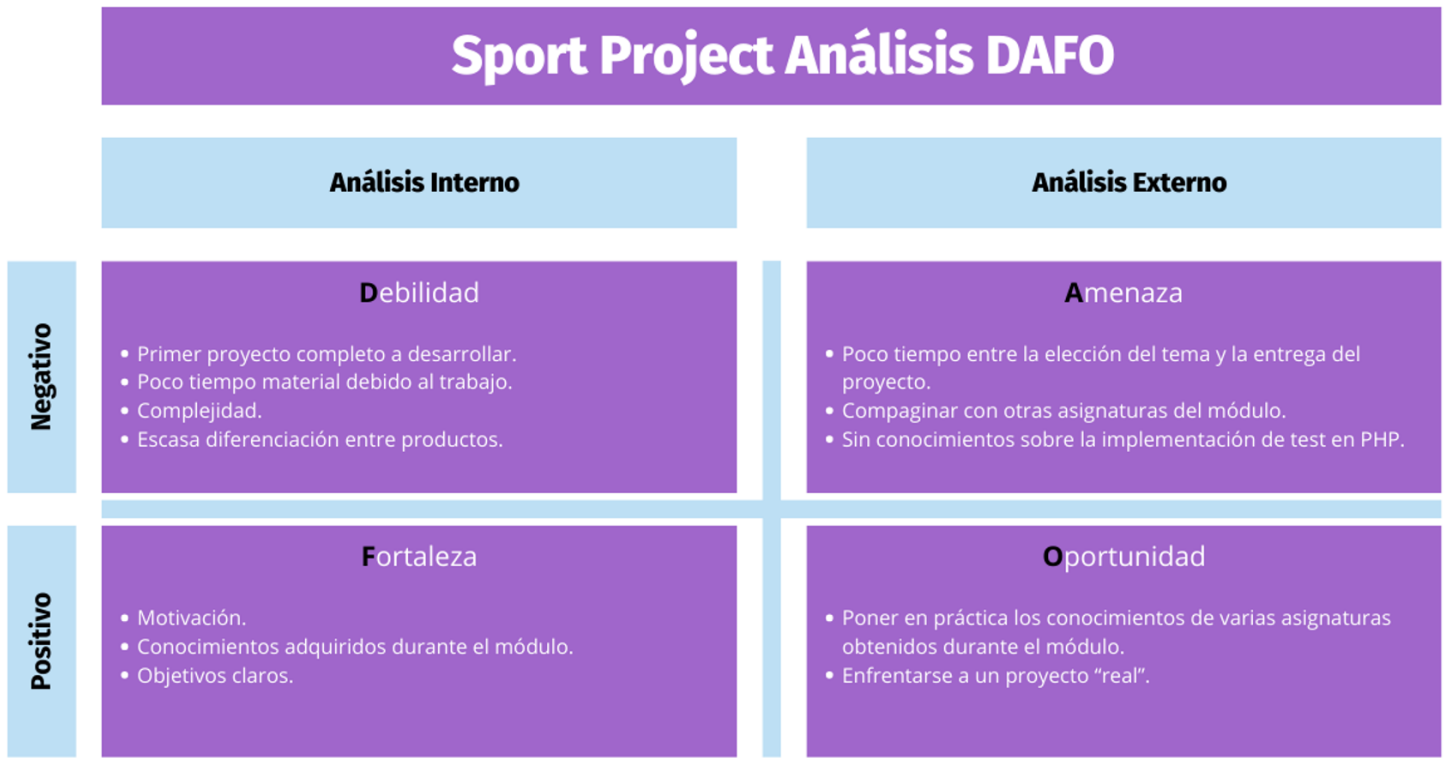 Sport Project Análisis DAFO
Análisis Interno
Análisis Externo
Negativo
Debilidad
• Primer proyecto completo a desarrollar.
• Poco tiempo material debido al trabajo.
• Complejidad.
• Escasa diferenciación entre productos.
Amenaza
• Poco tiempo entre la elección del tema y la entrega del
proyecto.
• Compaginar con otras asignaturas del módulo.
• Sin conocimientos sobre la implementación de test en PHP.
Positivo
Fortaleza
• Motivación.
• Conocimientos adquiridos durante el módulo.
• Objetivos claros.
Oportunidad
• Poner en práctica los conocimientos de varias asignaturas
obtenidos durante el módulo.
• Enfrentarse a un proyecto “real”.